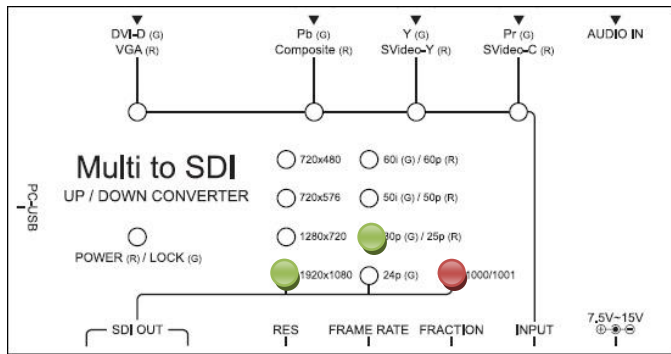 DVI-D (G) Pb (G) Y (G) Pr (G) AUDIO IN
VGA (R) Composite (R) SVideo-Y (R) SVideo-C (R)
Multi to SDI
UP / DOWN CONVERTER
PC-USB
POWER (R) / LOCK (G)
720x480 60i (G) / 60p (R)
720x576 50i (G) / 50p (R)
1280x720 30p (G) / 25p (R)
1920x1080 24p (G) 1000/1001
7.5V~15V
SDI OUT RES FRAME RATE FRACTION INPUT